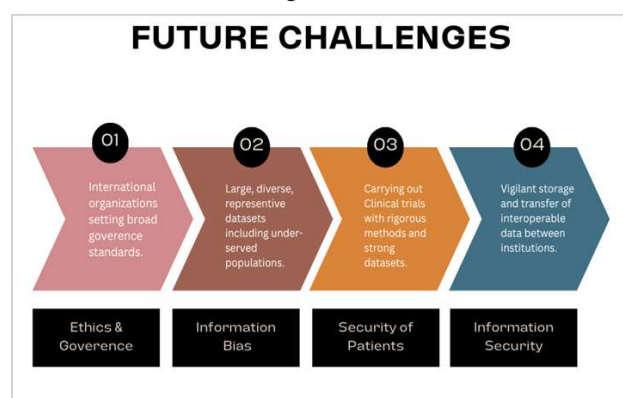 FUTURE CHALLENGES
01
International
organizations
setting broad
goverence
standards.
02
Large, diverse,
representive
datasets
including under-
served
populations.
03
Carrying out
Clinical trials
with rigorous
methods and
strong
datasets.
04
Vigilant storage
and transfer of
interoperable
data between
institutions.
Ethics &
Goverence
Information
Bias
Security of
Patients
Information
Security